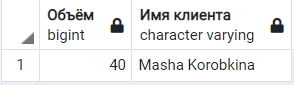 Объём
bigint
Имя клиента
character varying
1
40
Masha Korobkina